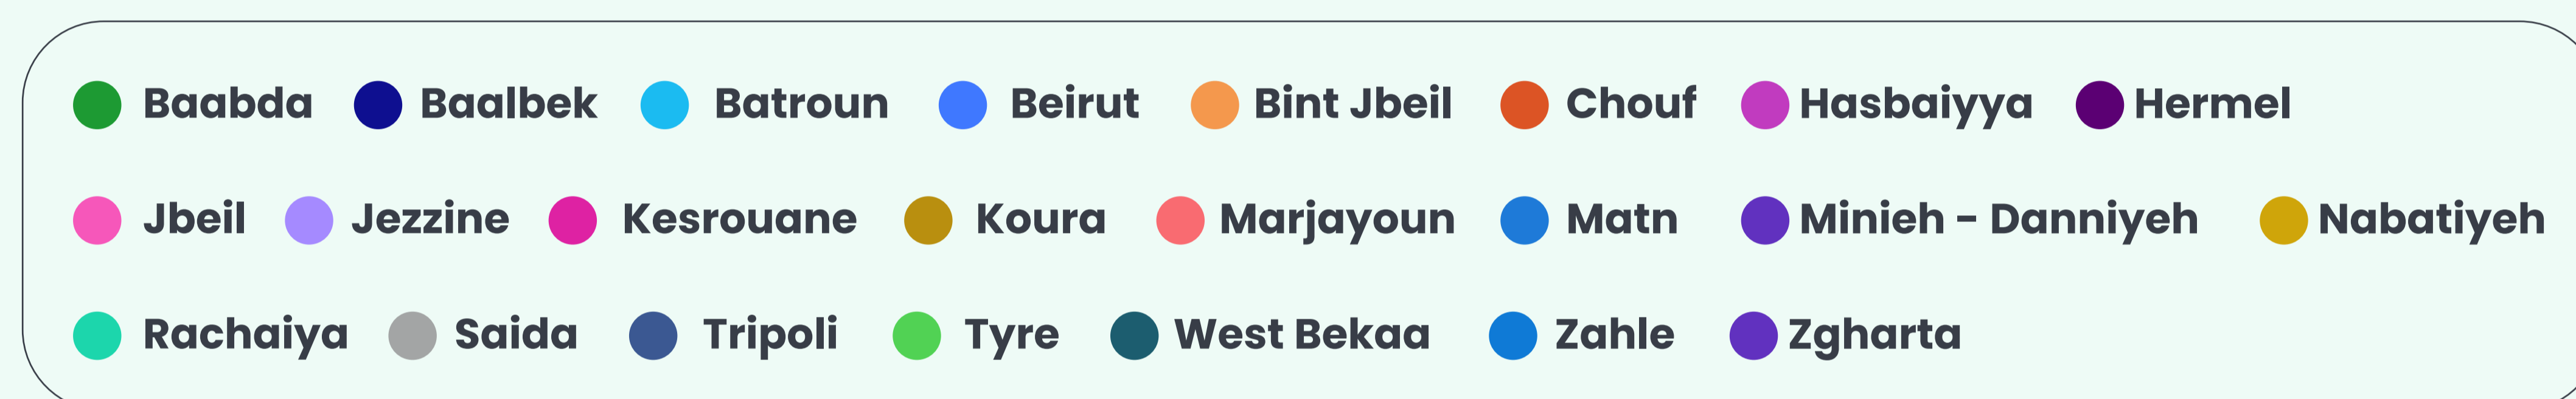 Baabda Baalbek Batroun Beirut Bint Jbeil Chouf Hasbaiyya Hermel
Jbeil Jezzine Kesrouane Koura Marjayoun Matn Minieh - Danniyeh Nabatiyeh
Rachaiya Saida Tripoli Tyre West Bekaa Zahle Zgharta